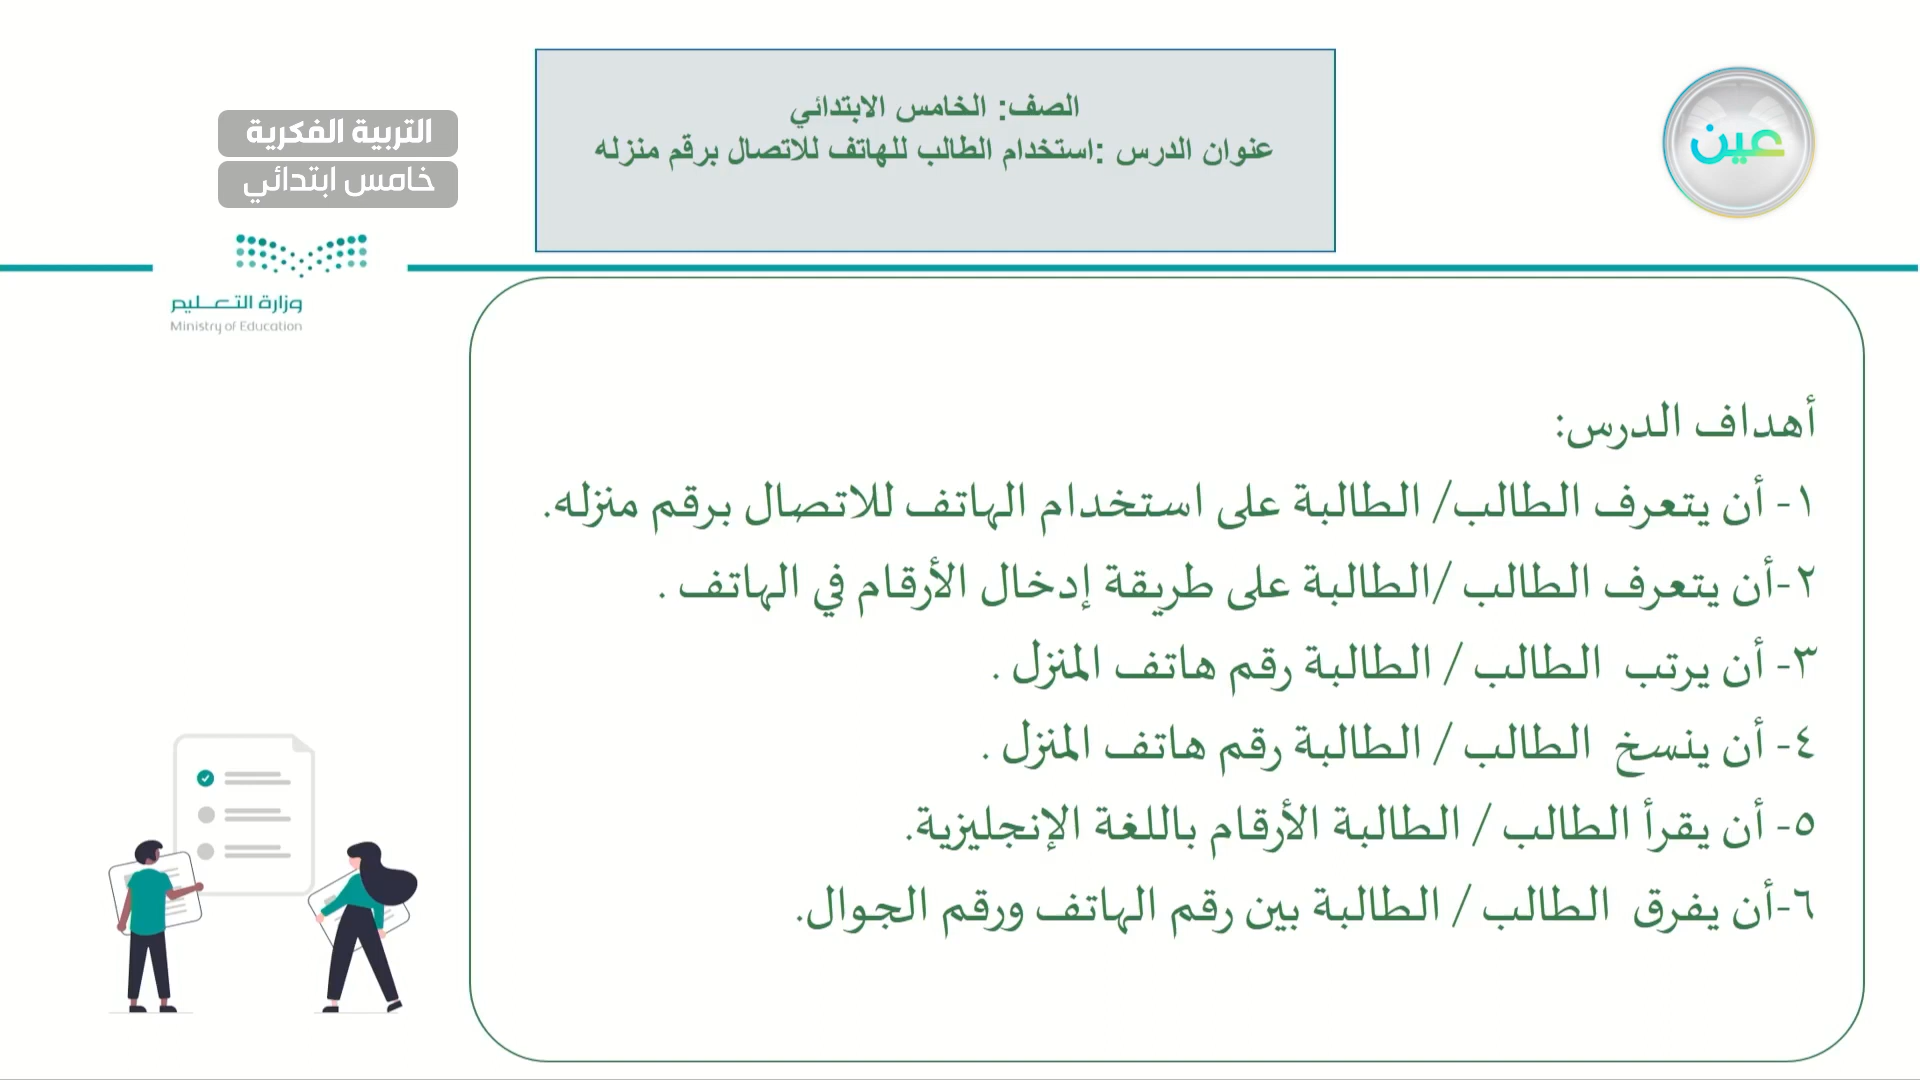 الصف: الخامس الابتدائي
عنوان الدرس :استخدام الطالب للهاتف للاتصال برقم منزله
عين
التربية الفكرية
خامس ابتدائي
وزارة التعليم
Ministry of Education
أهداف الدرس:
١- أن يتعرف الطالب/ الطالبة على استخدام الهاتف للاتصال برقم منزله.
٢-أن يتعرف الطالب /الطالبة على طريقة إدخال الأرقام في الهاتف .
٣- أن يرتب الطالب / الطالبة رقم هاتف المنزل .
٤- أن ينسخ الطالب / الطالبة رقم هاتف المنزل .
٥- أن يقرأ الطالب / الطالبة الأرقام باللغة الإنجليزية.
٦-أن يفرق الطالب / الطالبة بين رقم الهاتف ورقم الجوال.